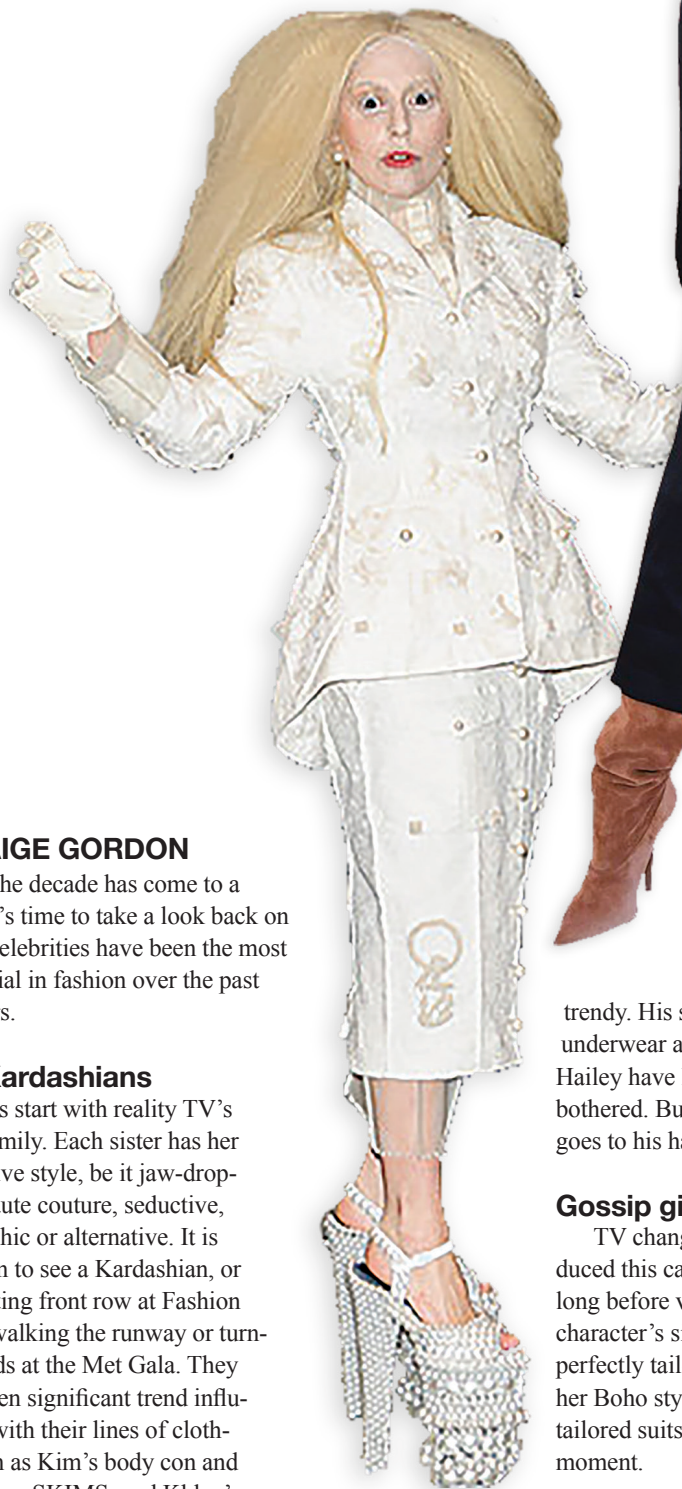 AIGE GORDON
he decade has come to a
’s time to take a look back on
elebrities have been the most
ial in fashion over the past
s.
Kardashians
s start with reality TV’s
mily. Each sister has her
ive style, be it jaw-drop-
ute couture, seductive,
hic or alternative. It is
n to see a Kardashian, or
ting front row at Fashion
walking the runway or turn-
ds at the Met Gala. They
en significant trend influ-
with their lines of cloth-
h as Kim’s body con and
trendy. His s
underwear a
Hailey have
bothered. Bu
goes to his ha
Gossip gi
TV chang
duced this ca
long before v
character’s si
perfectly tail
her Boho sty
tailored suits
moment.